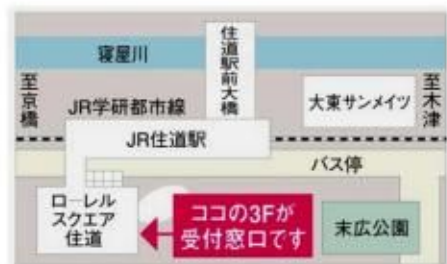 寝屋川
住道駅前大橋
至京橋
至木津
JR学研都市線
大東サンメイツ
JR住道駅
バス停
ローレル
スクエア
住道
ココの3Fが
受付窓口です
末広公園